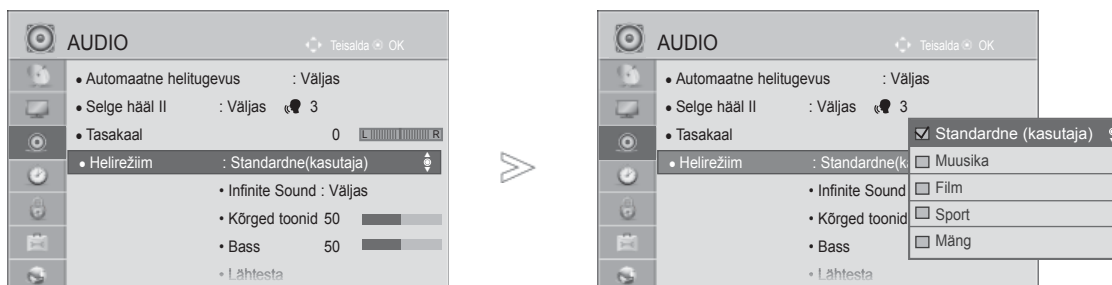 AUDIO
Teisalda OK
• Automaatne helitugevus : Väljas
• Selge hääl II : Väljas 3
• Tasakaal 0 L R
• Helirežiim : Standardne(kasutaja)
• Infinite Sound : Väljas
• Kõrged toonid 50
• Bass 50
• Lähtesta
AUDIO
Teisalda OK
• Automaatne helitugevus : Väljas
• Selge hääl II : Väljas 3
• Tasakaal
• Helirežiim : Standardne(k
• Infinite Sound
• Kõrged toonid
• Bass
• Lähtesta
Standardne (kasutaja)
Muusika
Film
Sport
Mäng